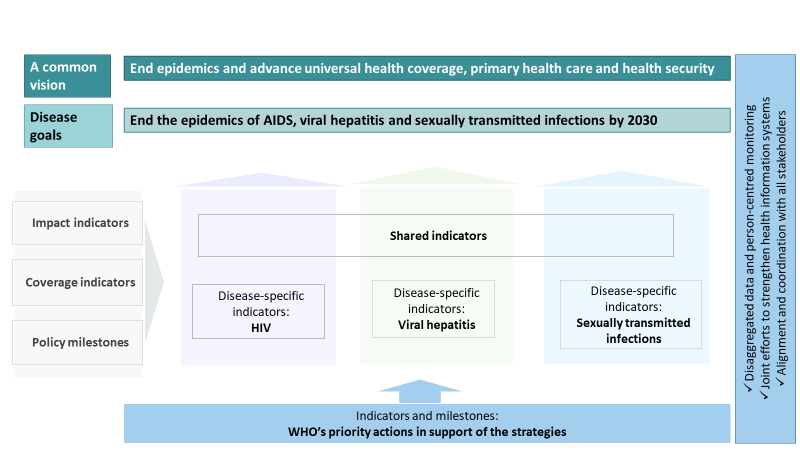 A common
vision
End epidemics and advance universal health coverage, primary health care and health security
Disease
goals
End the epidemics of AIDS, viral hepatitis and sexually transmitted infections by 2030
Impact indicators
Coverage indicators
Policy milestones
Shared indicators
Disease-specific
indicators:
HIV
Disease-specific
indicators:
Viral hepatitis
Disease-specific
indicators:
Sexually transmitted
infections
Indicators and milestones:
WHO's priority actions in support of the strategies
✓ Disaggregated data and person-centred monitoring
✓ Joint efforts to strengthen health information systems
✓ Alignment and coordination with all stakeholders